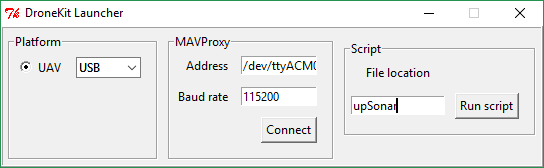 DroneKit Launcher
Platform
UAV
USB
MAVProxy
Address
/dev/ttyACM0
Baud rate
115200
Connect
Script
File location
upSonar
Run script